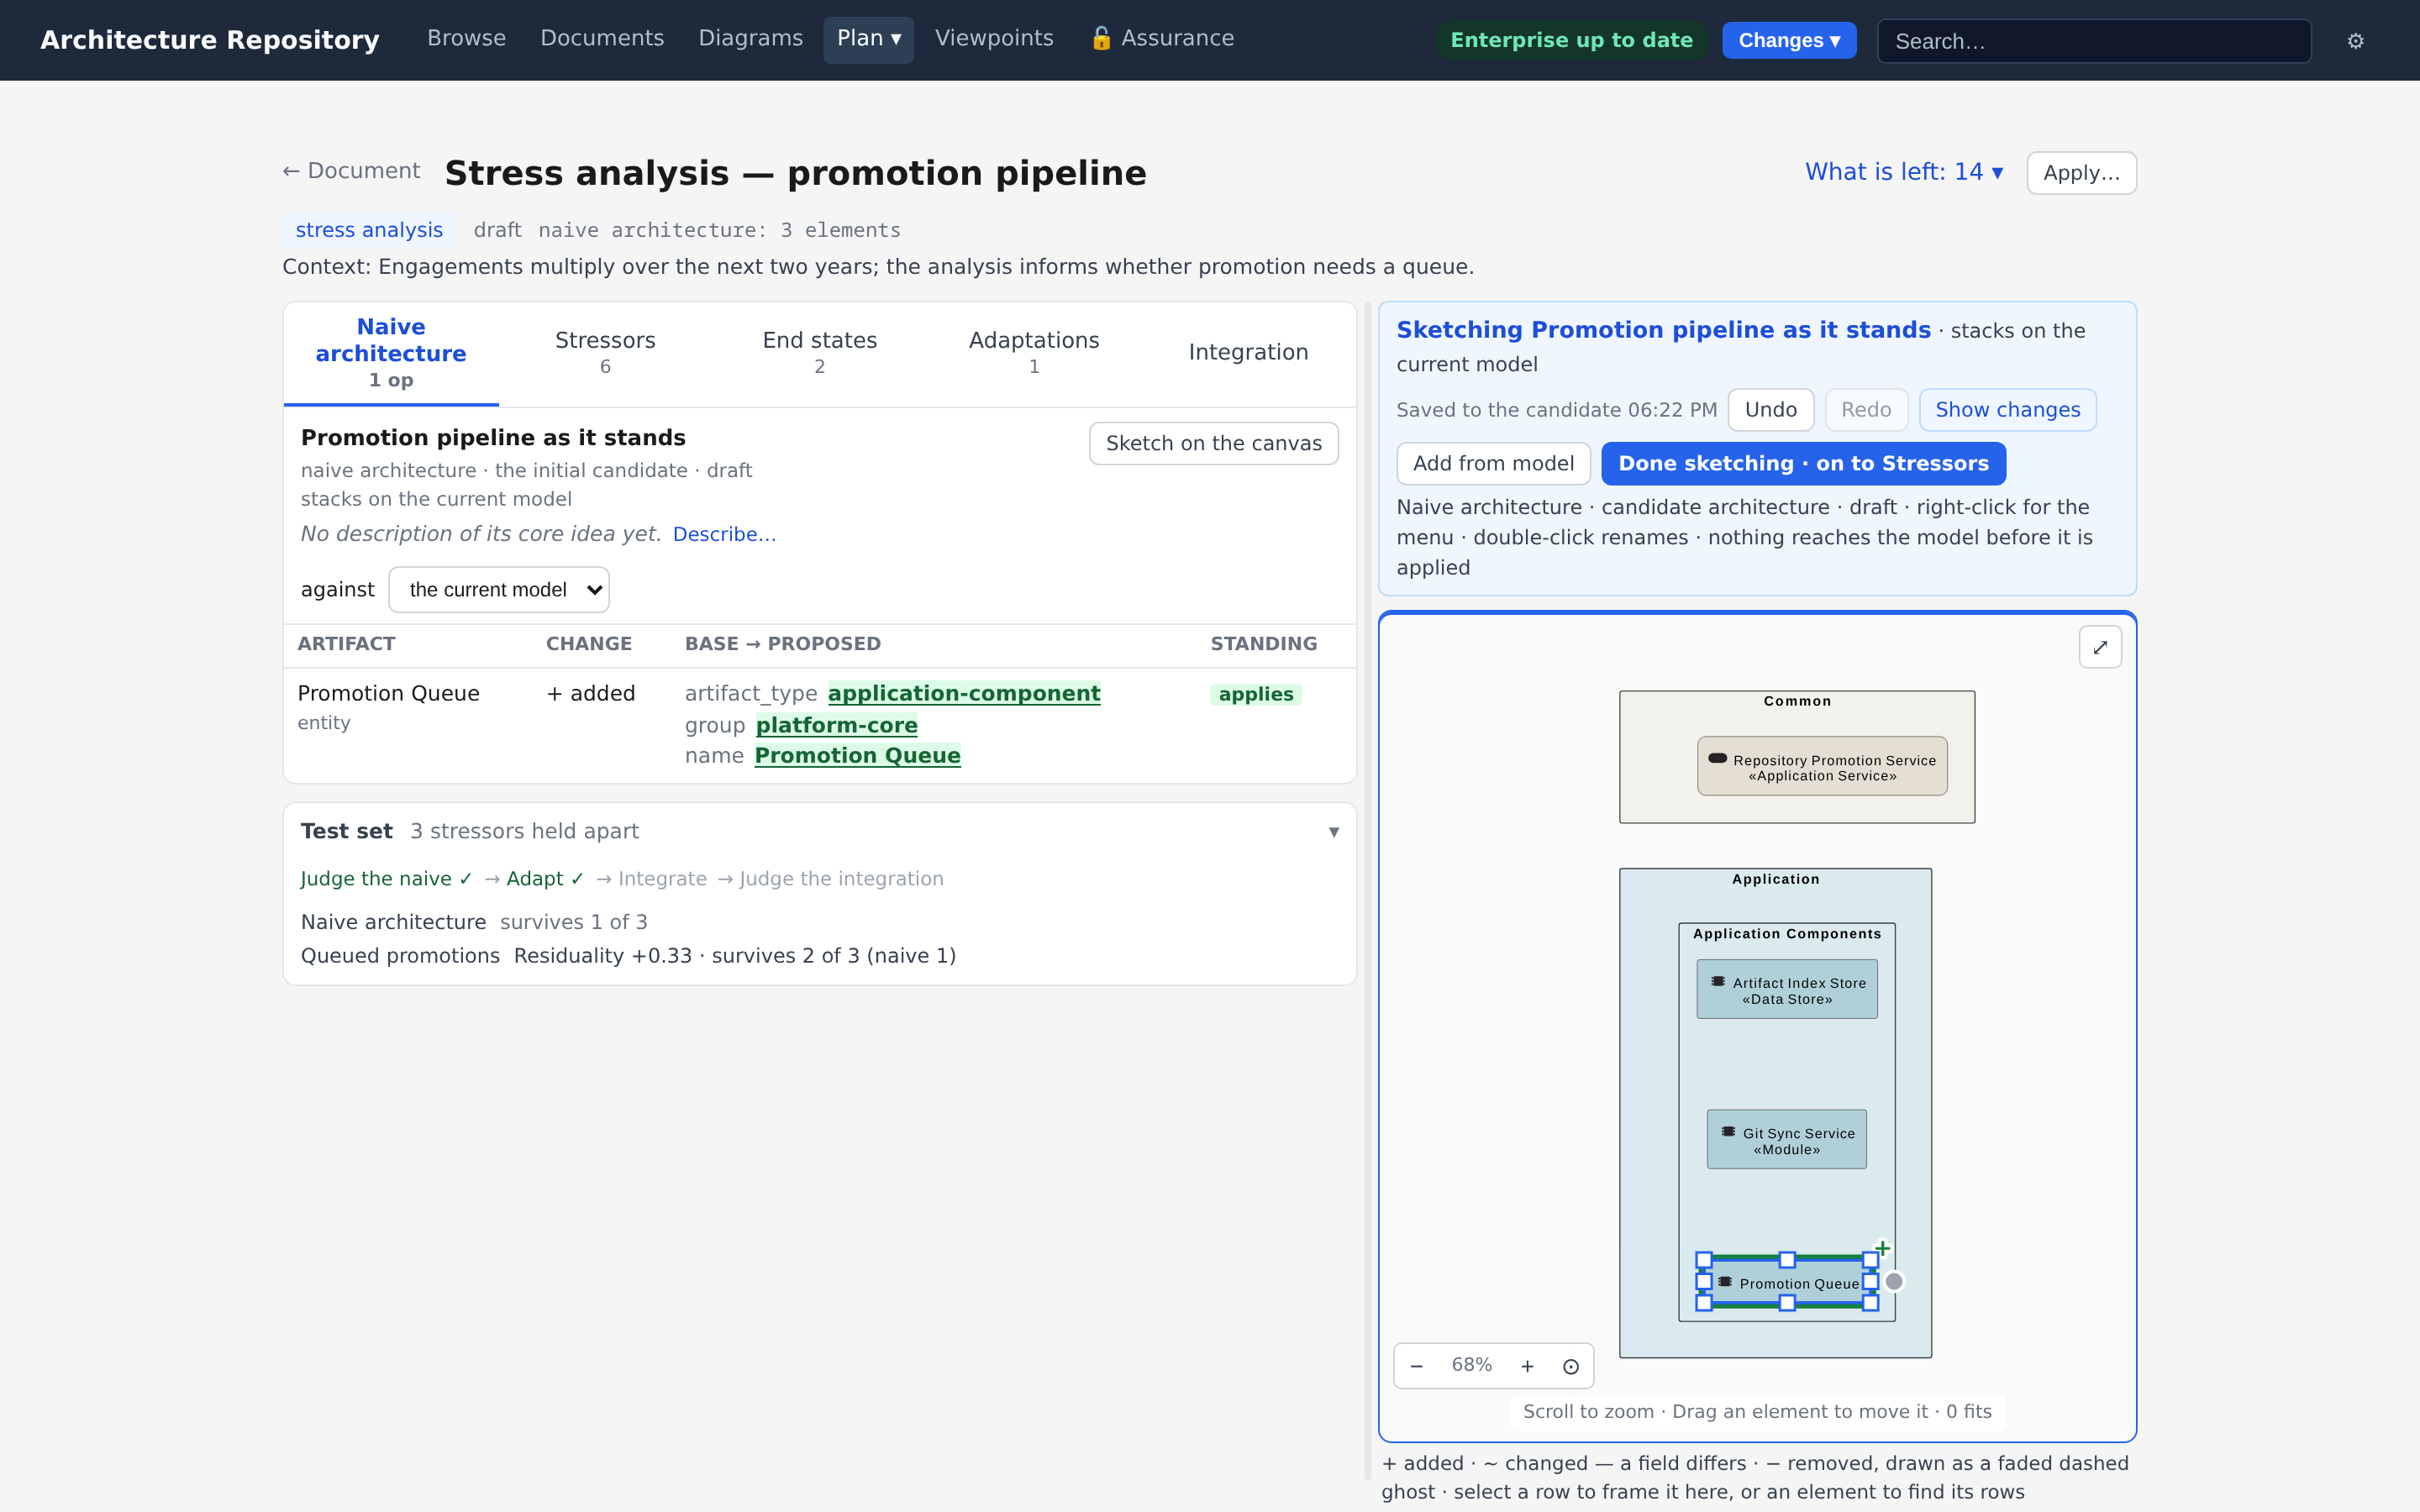 Architecture Repository Browse Documents Diagrams Plan ▾ Viewpoints 🔓 Assurance Enterprise up to date Changes ▾ Search… ⚙
← Document Stress analysis — promotion pipeline What is left: 14 ▾ Apply…
stress analysis draft naive architecture: 3 elements
Context: Engagements multiply over the next two years; the analysis informs whether promotion needs a queue.
Naive architecture
1 op
Stressors
6
End states
2
Adaptations
1
Integration
Promotion pipeline as it stands
Sketch on the canvas
naive architecture · the initial candidate · draft
stacks on the current model
No description of its core idea yet. Describe…
against the current model
ARTIFACT CHANGE BASE → PROPOSED STANDING
Promotion Queue + added artifact_type application-component applies
entity
group platform-core
name Promotion Queue
Test set 3 stressors held apart ▾
Judge the naive ✓ → Adapt ✓ → Integrate → Judge the integration
Naive architecture survives 1 of 3
Queued promotions Residuality +0.33 · survives 2 of 3 (naive 1)
Sketching Promotion pipeline as it stands · stacks on the
current model
Saved to the candidate 06:22 PM Undo Redo Show changes
Add from model Done sketching · on to Stressors
Naive architecture · candidate architecture · draft · right-click for the
menu · double-click renames · nothing reaches the model before it is
applied
⤢
Common
Repository Promotion Service
«Application Service»
Application
Application Components
Artifact Index Store
«Data Store»
Git Sync Service
«Module»
+
Promotion Queue
− 68% + ⊙
Scroll to zoom · Drag an element to move it · 0 fits
+ added · ~ changed — a field differs · − removed, drawn as a faded dashed
ghost · select a row to frame it here, or an element to find its rows